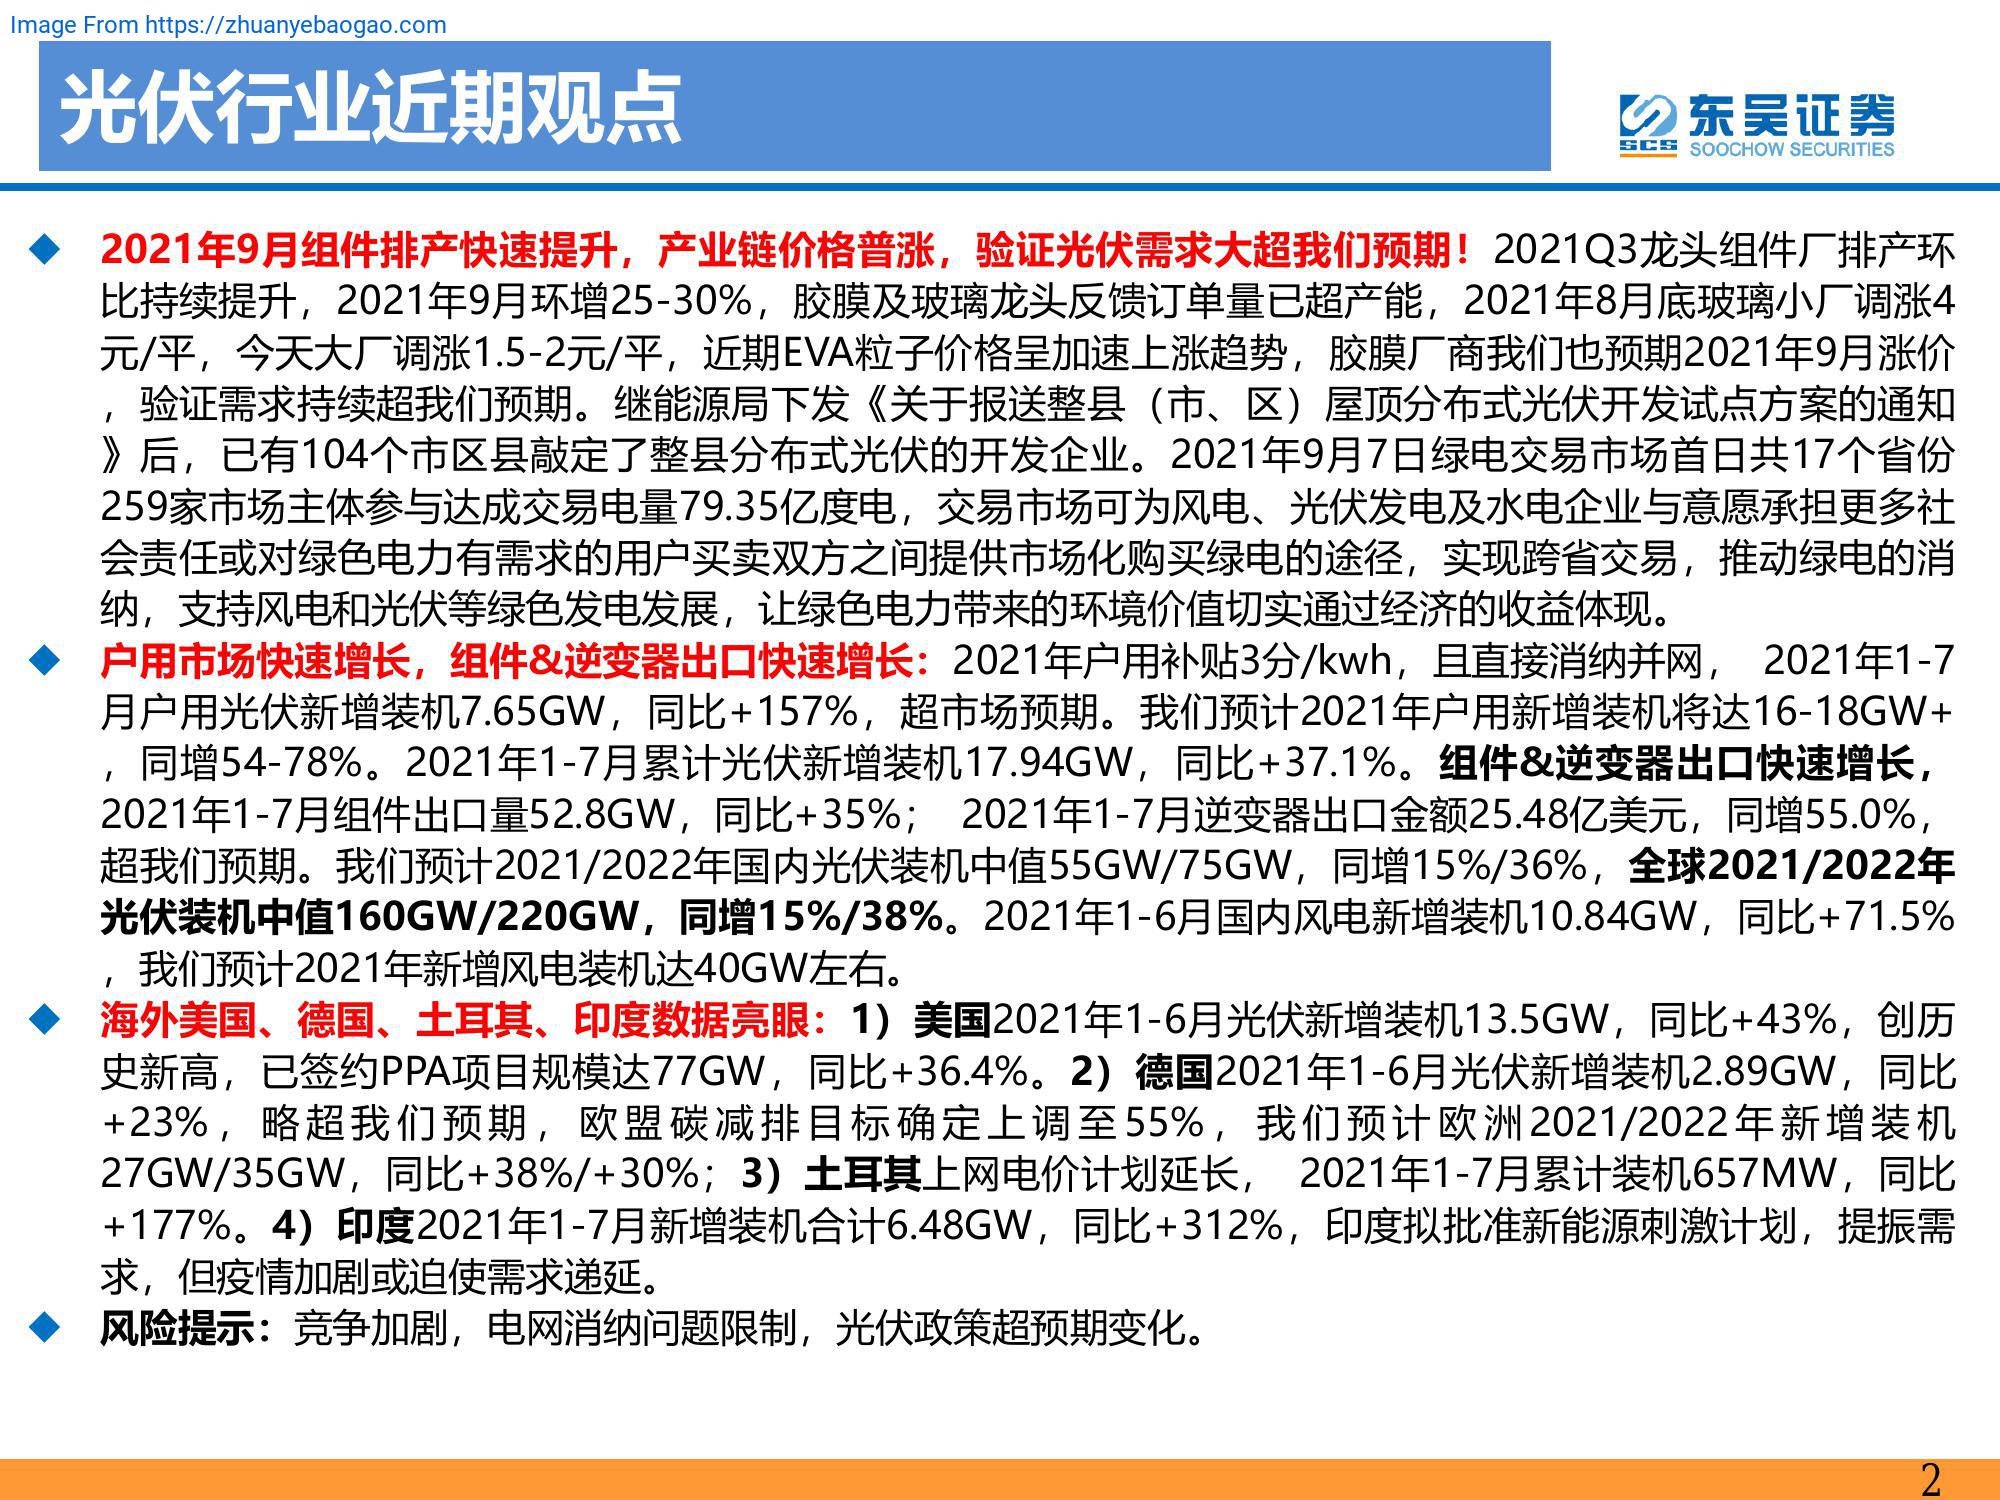 Image From https://zhuanyebaogao.com
光伏行业近期观点
东吴证券
SCS
SOOCHOW SECURITIES
2021年9月组件排产快速提升，产业链价格普涨，验证光伏需求大超我们预期！2021Q3龙头组件厂排产环
比持续提升，2021年9月环增25-30%，胶膜及玻璃龙头反馈订单量已超产能，2021年8月底玻璃小厂调涨4
元/平，今天大厂调涨1.5-2元/平，近期EVA粒子价格呈加速上涨趋势，胶膜厂商我们也预期2021年9月涨价
，验证需求持续超我们预期。继能源局下发《关于报送整县（市、区）屋顶分布式光伏开发试点方案的通知
》后，已有104个市区县敲定了整县分布式光伏的开发企业。2021年9月7日绿电交易市场首日共17个省份
259家市场主体参与达成交易电量79.35亿度电，交易市场可为风电、光伏发电及水电企业与意愿承担更多社
会责任或对绿色电力有需求的用户买卖双方之间提供市场化购买绿电的途径，实现跨省交易，推动绿电的消
纳，支持风电和光伏等绿色发电发展，让绿色电力带来的环境价值切实通过经济的收益体现。
户用市场快速增长，组件&逆变器出口快速增长：2021年户用补贴3分/kwh，且直接消纳并网， 2021年1-7
月户用光伏新增装机7.65GW，同比+157%，超市场预期。我们预计2021年户用新增装机将达16-18GW+
，同增54-78%。2021年1-7月累计光伏新增装机17.94GW，同比+37.1%。组件&逆变器出口快速增长，
2021年1-7月组件出口量52.8GW，同比+35%； 2021年1-7月逆变器出口金额25.48亿美元，同增55.0%，
超我们预期。我们预计2021/2022年国内光伏装机中值55GW/75GW，同增15%/36%，全球2021/2022年
光伏装机中值160GW/220GW，同增15%/38%。2021年1-6月国内风电新增装机10.84GW，同比+71.5%
，我们预计2021年新增风电装机达40GW左右。
海外美国、德国、土耳其、印度数据亮眼：1）美国2021年1-6月光伏新增装机13.5GW，同比+43%，创历
史新高，已签约PPA项目规模达77GW，同比+36.4%。2）德国2021年1-6月光伏新增装机2.89GW，同比
+23%，略超我们预期，欧盟碳减排目标确定上调至55%，我们预计欧洲2021/2022年新增装机
27GW/35GW，同比+38%/+30%；3）土耳其上网电价计划延长， 2021年1-7月累计装机657MW，同比
+177%。4）印度2021年1-7月新增装机合计6.48GW，同比+312%，印度拟批准新能源刺激计划，提振需
求，但疫情加剧或迫使需求递延。
风险提示：竞争加剧，电网消纳问题限制，光伏政策超预期变化。
2